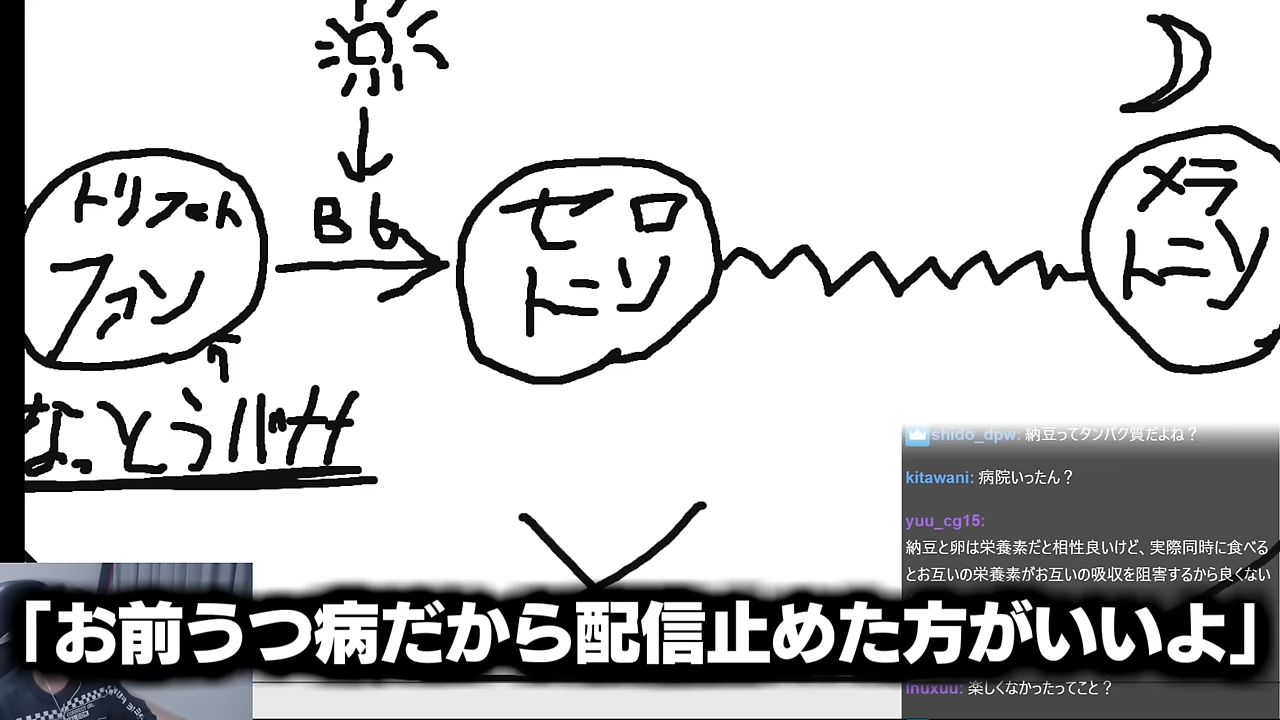 トリプト
ファン
B6
セロ
トニン
メラ
トニン
なっとうバナナ
shido_dpw: 納豆ってタンパク質だよね？
kitawani: 病院いったん？
yuu_cg15:
納豆と卵は栄養素だと相性良いけど、実際同時に食べる
とお互いの栄養素がお互いの吸収を阻害するから良くない
「お前うつ病だから配信止めた方がいいよ」
inuxuu: 楽しくなかったってこと？